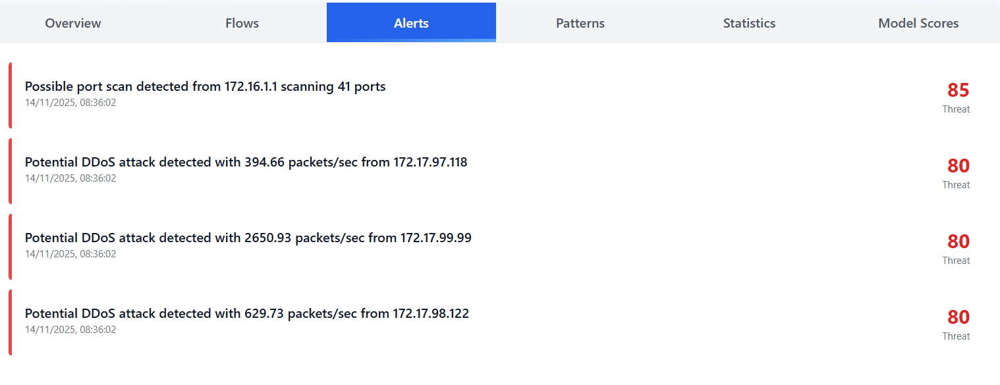 Overview Flows Alerts Patterns Statistics Model Scores
Possible port scan detected from 172.16.1.1 scanning 41 ports
14/11/2025, 08:36:02
85
Threat
Potential DDoS attack detected with 394.66 packets/sec from 172.17.97.118
14/11/2025, 08:36:02
80
Threat
Potential DDoS attack detected with 2650.93 packets/sec from 172.17.99.99
14/11/2025, 08:36:02
80
Threat
Potential DDoS attack detected with 629.73 packets/sec from 172.17.98.122
14/11/2025, 08:36:02
80
Threat